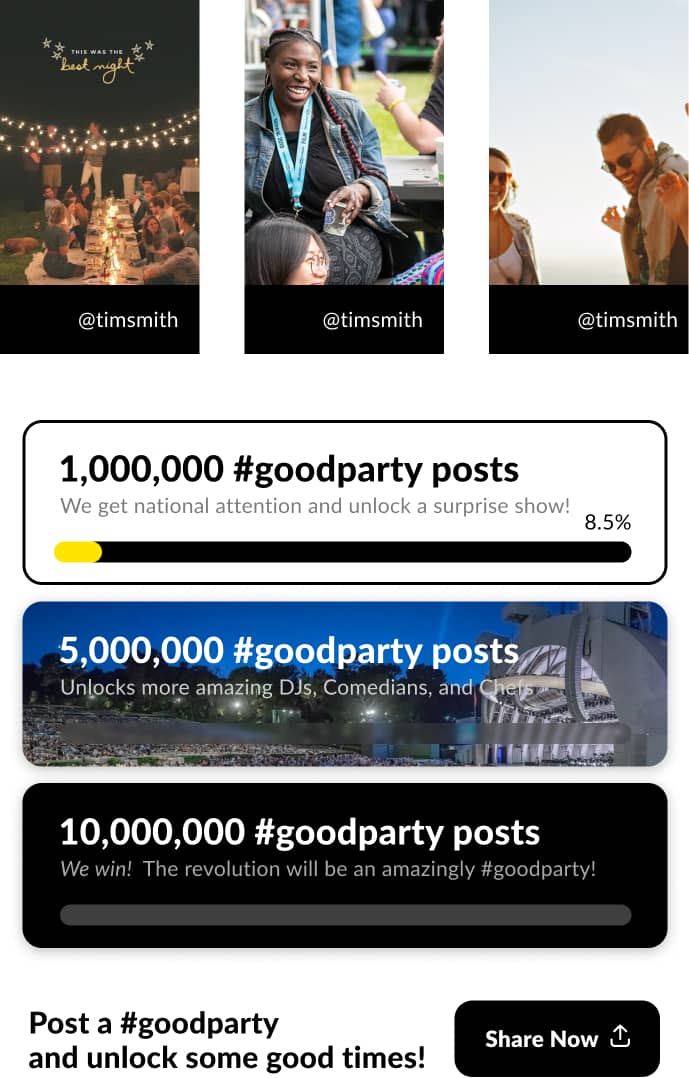 THIS WAS THE
best night
@timsmith
@timsmith
@timsmith
1,000,000 #goodparty posts
We get national attention and unlock a surprise show!
8.5%
5,000,000 #goodparty posts
Unlocks more amazing DJs, Comedians, and Chefs
10,000,000 #goodparty posts
We win! The revolution will be an amazingly #goodparty!
Post a #goodparty
and unlock some good times!
Share Now